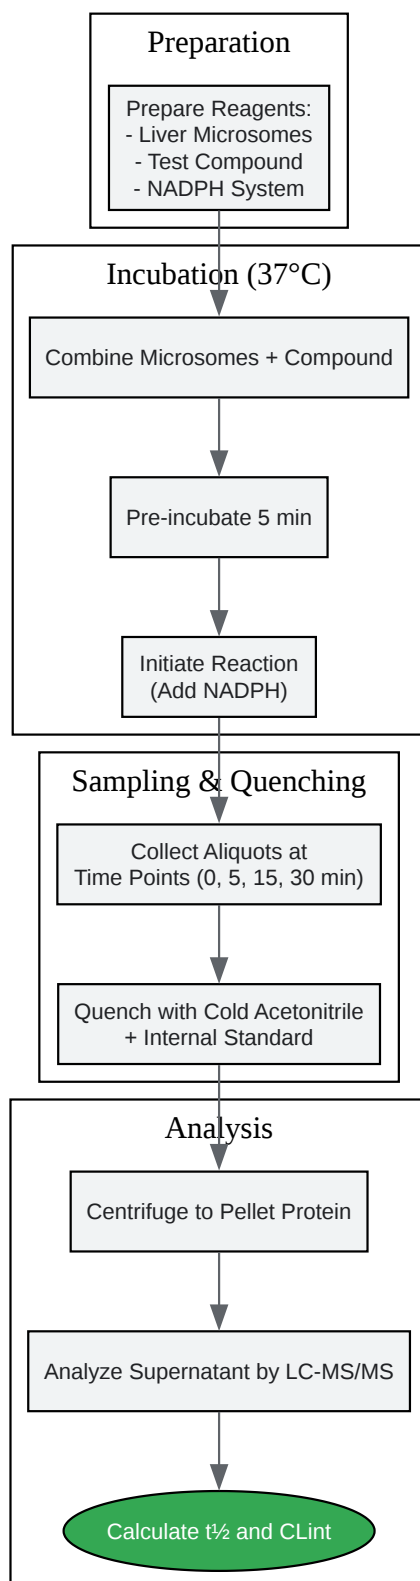 Preparation
Prepare Reagents:
- Liver Microsomes
- Test Compound
- NADPH System
Incubation (37°C)
Combine Microsomes + Compound
Pre-incubate 5 min
Initiate Reaction
(Add NADPH)
Sampling & Quenching
Collect Aliquots at
Time Points (0, 5, 15, 30 min)
Quench with Cold Acetonitrile
+ Internal Standard
Analysis
Centrifuge to Pellet Protein
Analyze Supernatant by LC-MS/MS
Calculate t½ and CLint